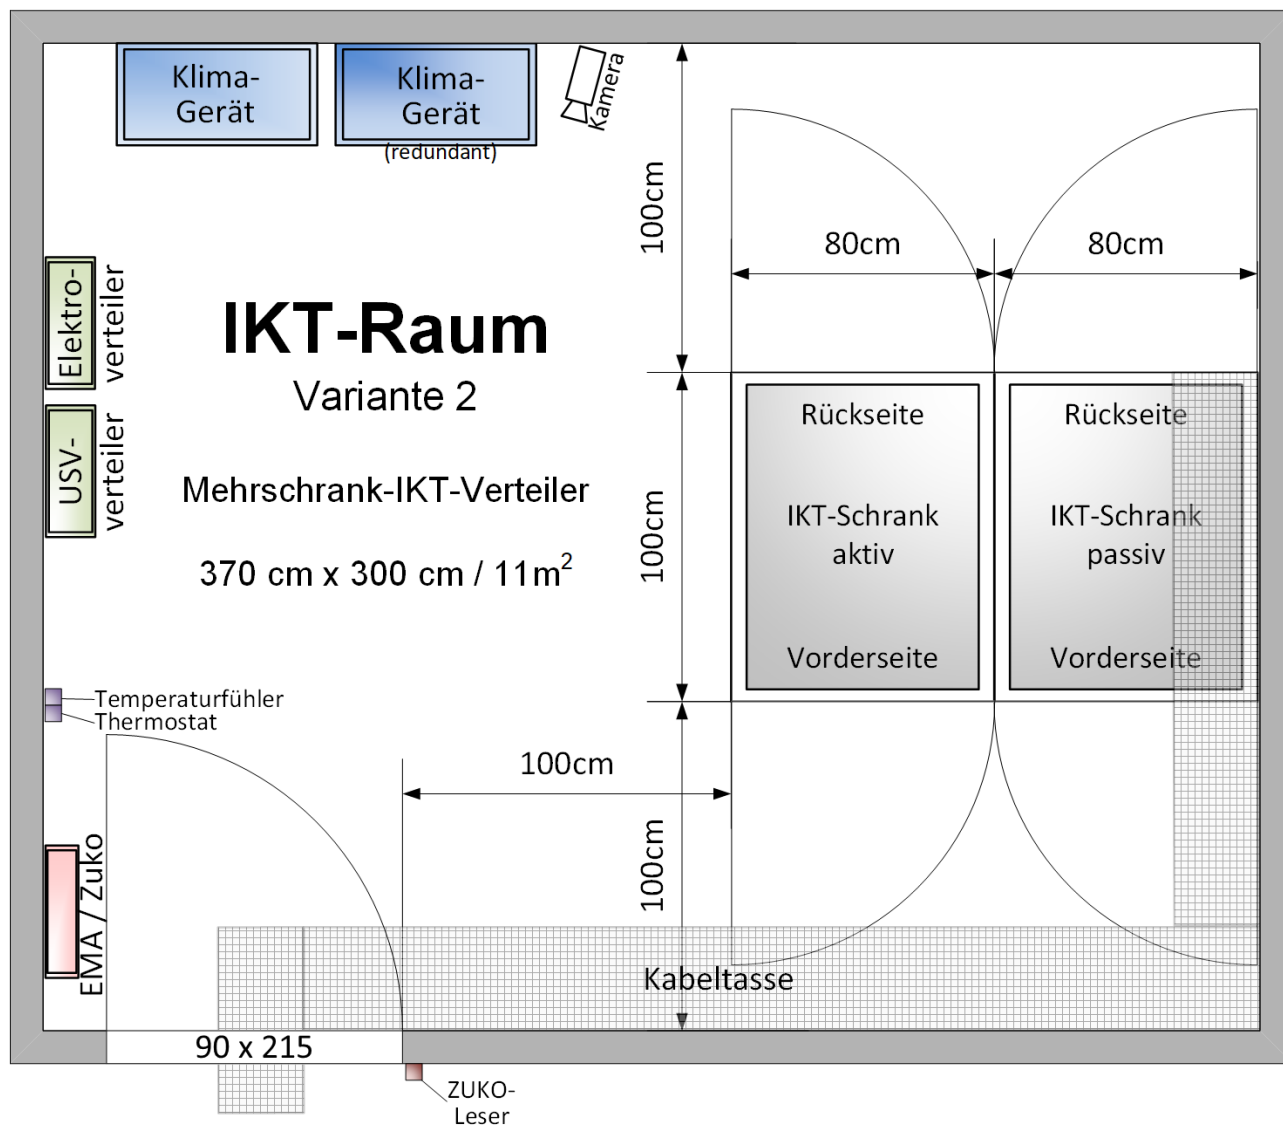 Klima-
Gerät
Klima-
Gerät
(redundant)
Kamera
100cm
80cm
80cm
Elektro-
verteiler
IKT-Raum
Variante 2
USV-
verteiler
Mehrschrank-IKT-Verteiler
370 cm x 300 cm / 11m²
100cm
Rückseite
IKT-Schrank
aktiv
Vorderseite
Rückseite
IKT-Schrank
passiv
Vorderseite
Temperaturfühler
Thermostat
100cm
100cm
EMA / Zuko
Kabeltasse
90 x 215
ZUKO-
Leser